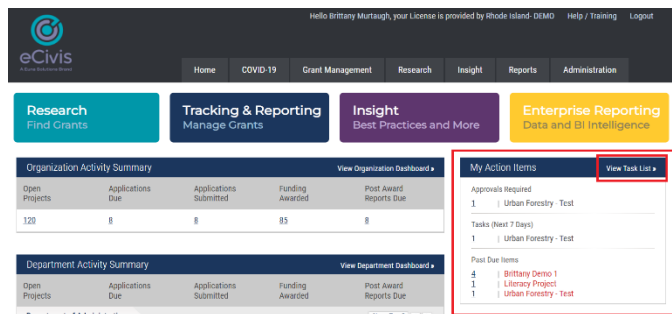 Hello Brittany Murtaugh, your License is provided by Rhode Island- DEMO Help / Training Logout
eCivis
Home COVID-19 Grant Management Research Insight Reports Administration
Research
Find Grants
Tracking & Reporting
Manage Grants
Insight
Best Practices and More
Enterprise Reporting
Data and BI Intelligence
Organization Activity Summary View Organization Dashboard »
Open Projects Applications Due Applications Submitted Funding Awarded Post Award Reports Due
120 8 8 85 8
Department Activity Summary View Department Dashboard »
Open Projects Applications Due Applications Submitted Funding Awarded Post Award Reports Due
My Action Items View Task List »
Approvals Required
1 | Urban Forestry - Test
Tasks (Next 7 Days)
1 | Urban Forestry - Test
Past Due Items
4 | Brittany Demo 1
1 | Literacy Project
1 | Urban Forestry - Test